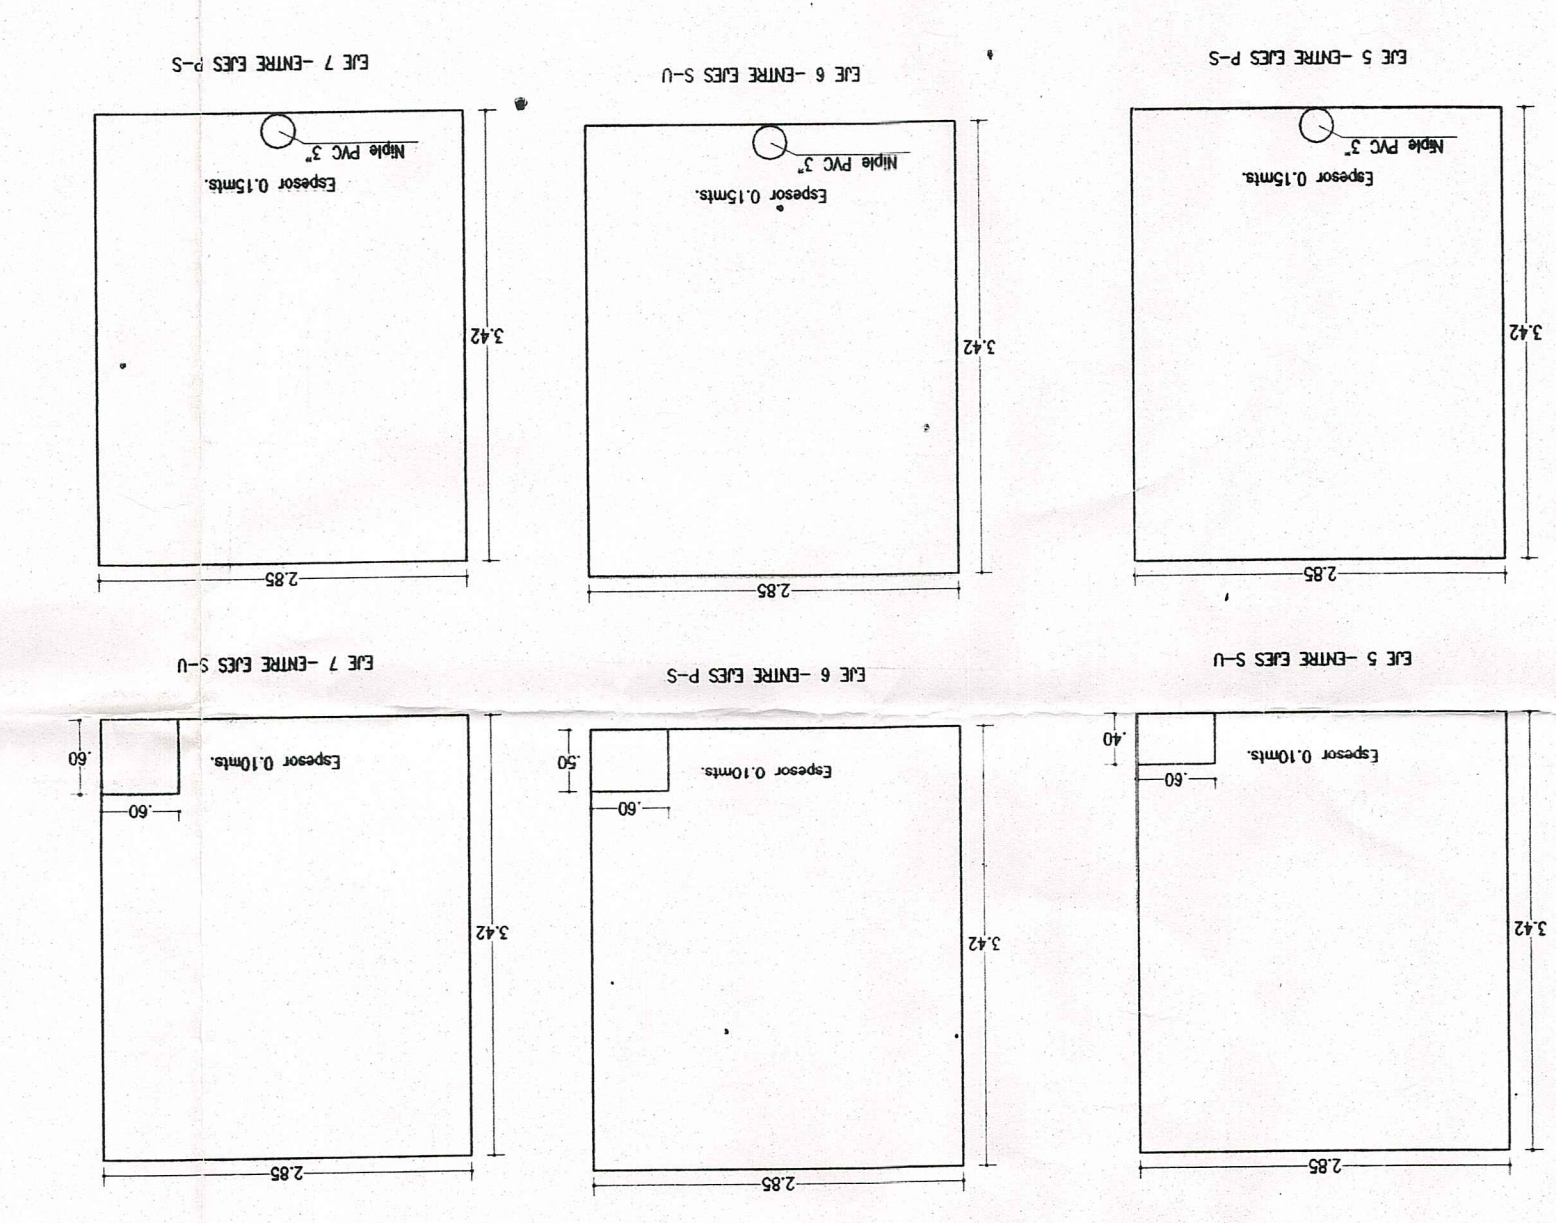 2.85
3.42
.60
Espesor 0.10mts.
.40
EJE 5 -ENTRE EJES S-U
2.85
3.42
.60
Espesor 0.10mts.
.50
EJE 6 -ENTRE EJES P-S
2.85
3.42
.60
Espesor 0.10mts.
.60
EJE 7 -ENTRE EJES S-U
2.85
3.42
Espesor 0.15mts.
Niple PVC 3"
EJE 5 -ENTRE EJES P-S
2.85
3.42
Espesor 0.15mts.
Niple PVC 3"
EJE 6 -ENTRE EJES S-U
2.85
3.42
Espesor 0.15mts.
Niple PVC 3"
EJE 7 -ENTRE EJES P-S